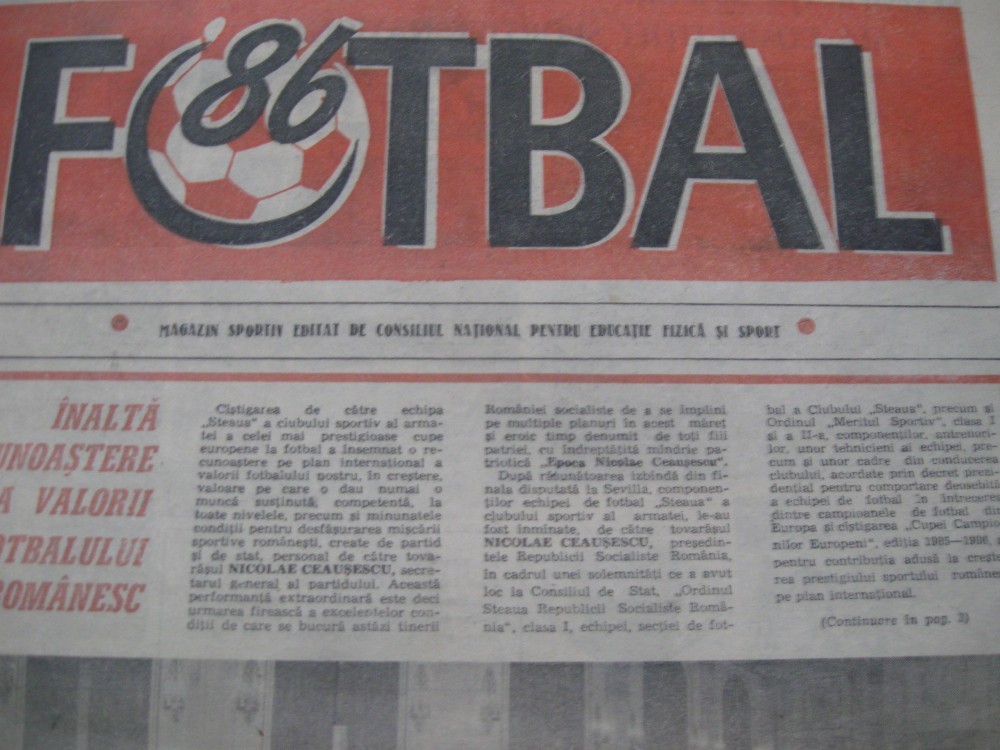 FOTBAL
86
MAGAZIN SPORTIV EDITAT DE CONSILIUL NAȚIONAL PENTRU EDUCAȚIE FIZICĂ ȘI SPORT
ÎNALTĂ
UNOAȘTERE
A VALORII
OTBALULUI
OMÂNESC
Cîștigarea de către echipa
„Steaua" a clubului sportiv al arma-
tei a celei mai prestigioase cupe
europene la fotbal a însemnat o re-
cunoaștere pe plan internațional a
valorii fotbalului nostru, în creștere,
valoare pe care o dau numai o
muncă susținută, competentă, la
toate nivelele, precum și minunatele
condiții pentru desfășurarea mișcării
sportive românești, create de partid
și de stat, personal de către tova-
rășul NICOLAE CEAUȘESCU, secre-
tarul general al partidului. Această
performanță extraordinară este deci
urmarea firească a excelentelor con-
diții de care se bucură astăzi tinerii
României socialiste de a se împlini
pe multiple planuri în acest măreț
și eroic timp denumit de toți fiii
patriei, cu îndreptățită mîndrie pa-
triotică „Epoca Nicolae Ceaușescu".
După răsunătoarea izbîndă din fi-
nala disputată la Sevilla, componen-
ților echipei de fotbal „Steaua" a
clubului sportiv al armatei, le-au
fost înmînate, de către tovarășul
NICOLAE CEAUȘESCU, președin-
tele Republicii Socialiste România,
în cadrul unei solemnități ce a avut
loc la Consiliul de Stat, „Ordinul
Steaua Republicii Socialiste Româ-
nia", clasa I, echipei, secției de fot-
bal a Clubului „Steaua", precum și
Ordinul „Meritul Sportiv", clasa I
și a II-a, componenților, antrenori-
lor, unor tehnicieni ai echipei, pre-
cum și unor cadre din conducerea
clubului, acordate prin decret prezi-
dențial pentru comportare deosebită
a echipei de fotbal în întrecerea
dintre campioanele de fotbal din
Europa și cîștigarea „Cupei Campio
nilor Europeni", ediția 1985—1986,
pentru contribuția adusă la crește
rea prestigiului sportului române
pe plan internațional.
(Continuare în pag. 3)